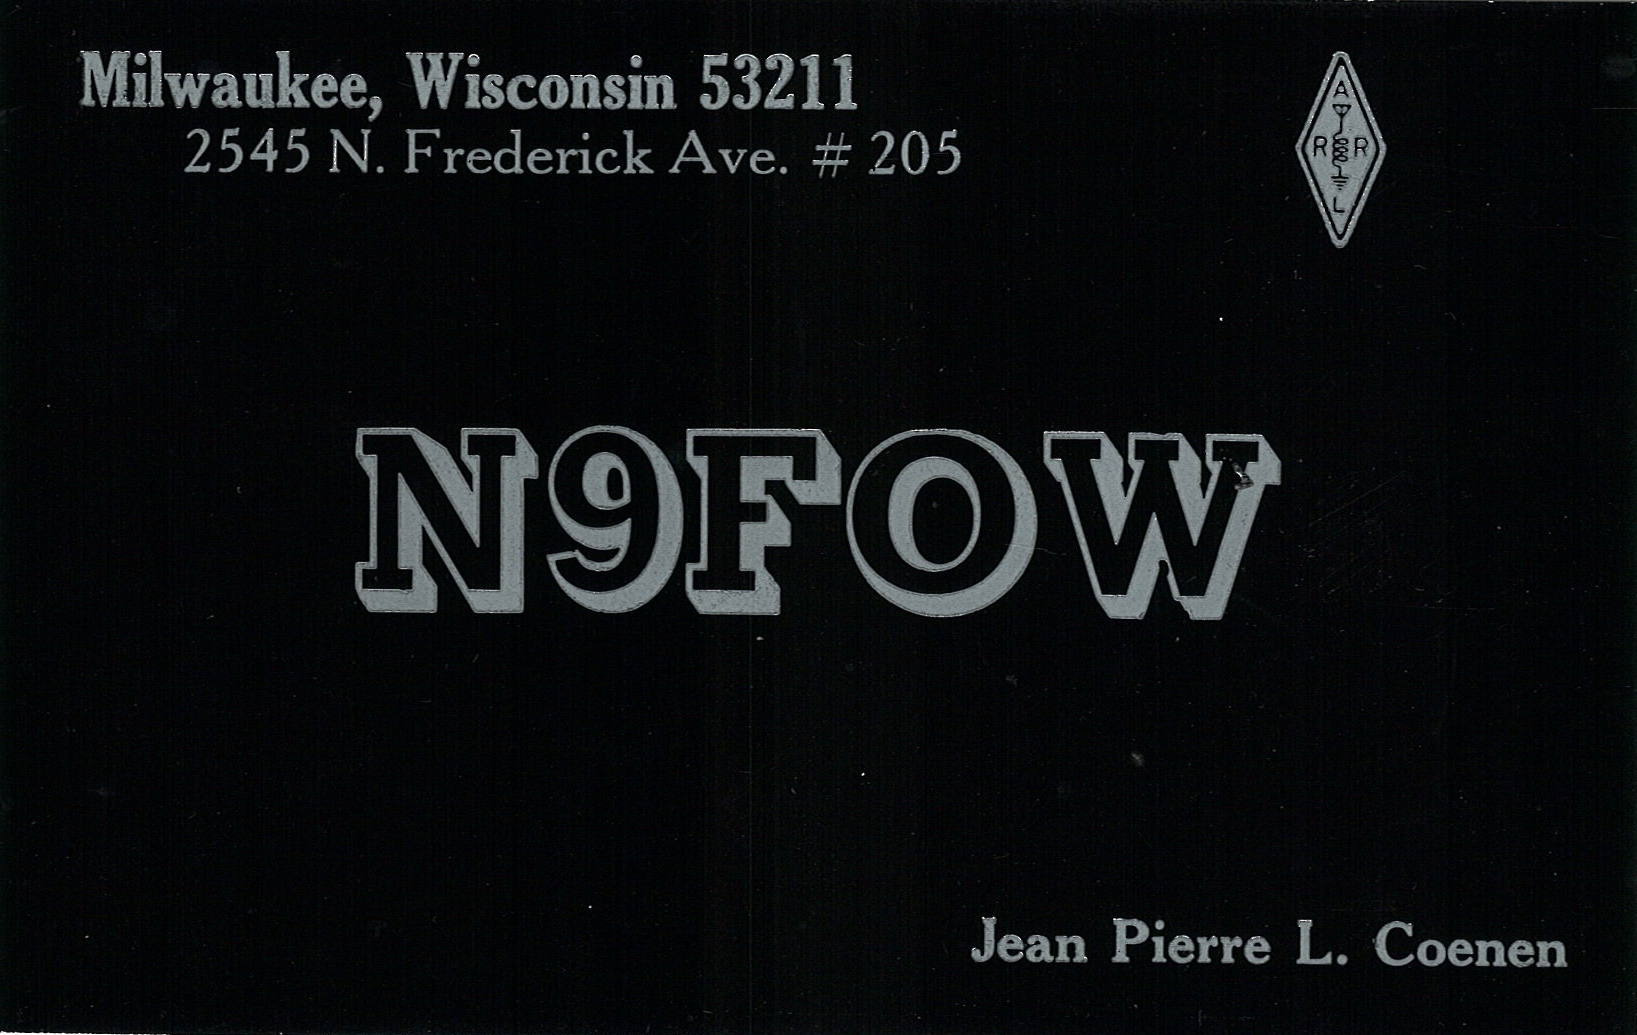 Milwaukee, Wisconsin 53211
2545 N. Frederick Ave. # 205
A
R R
L
N9FOW
Jean Pierre L. Coenen